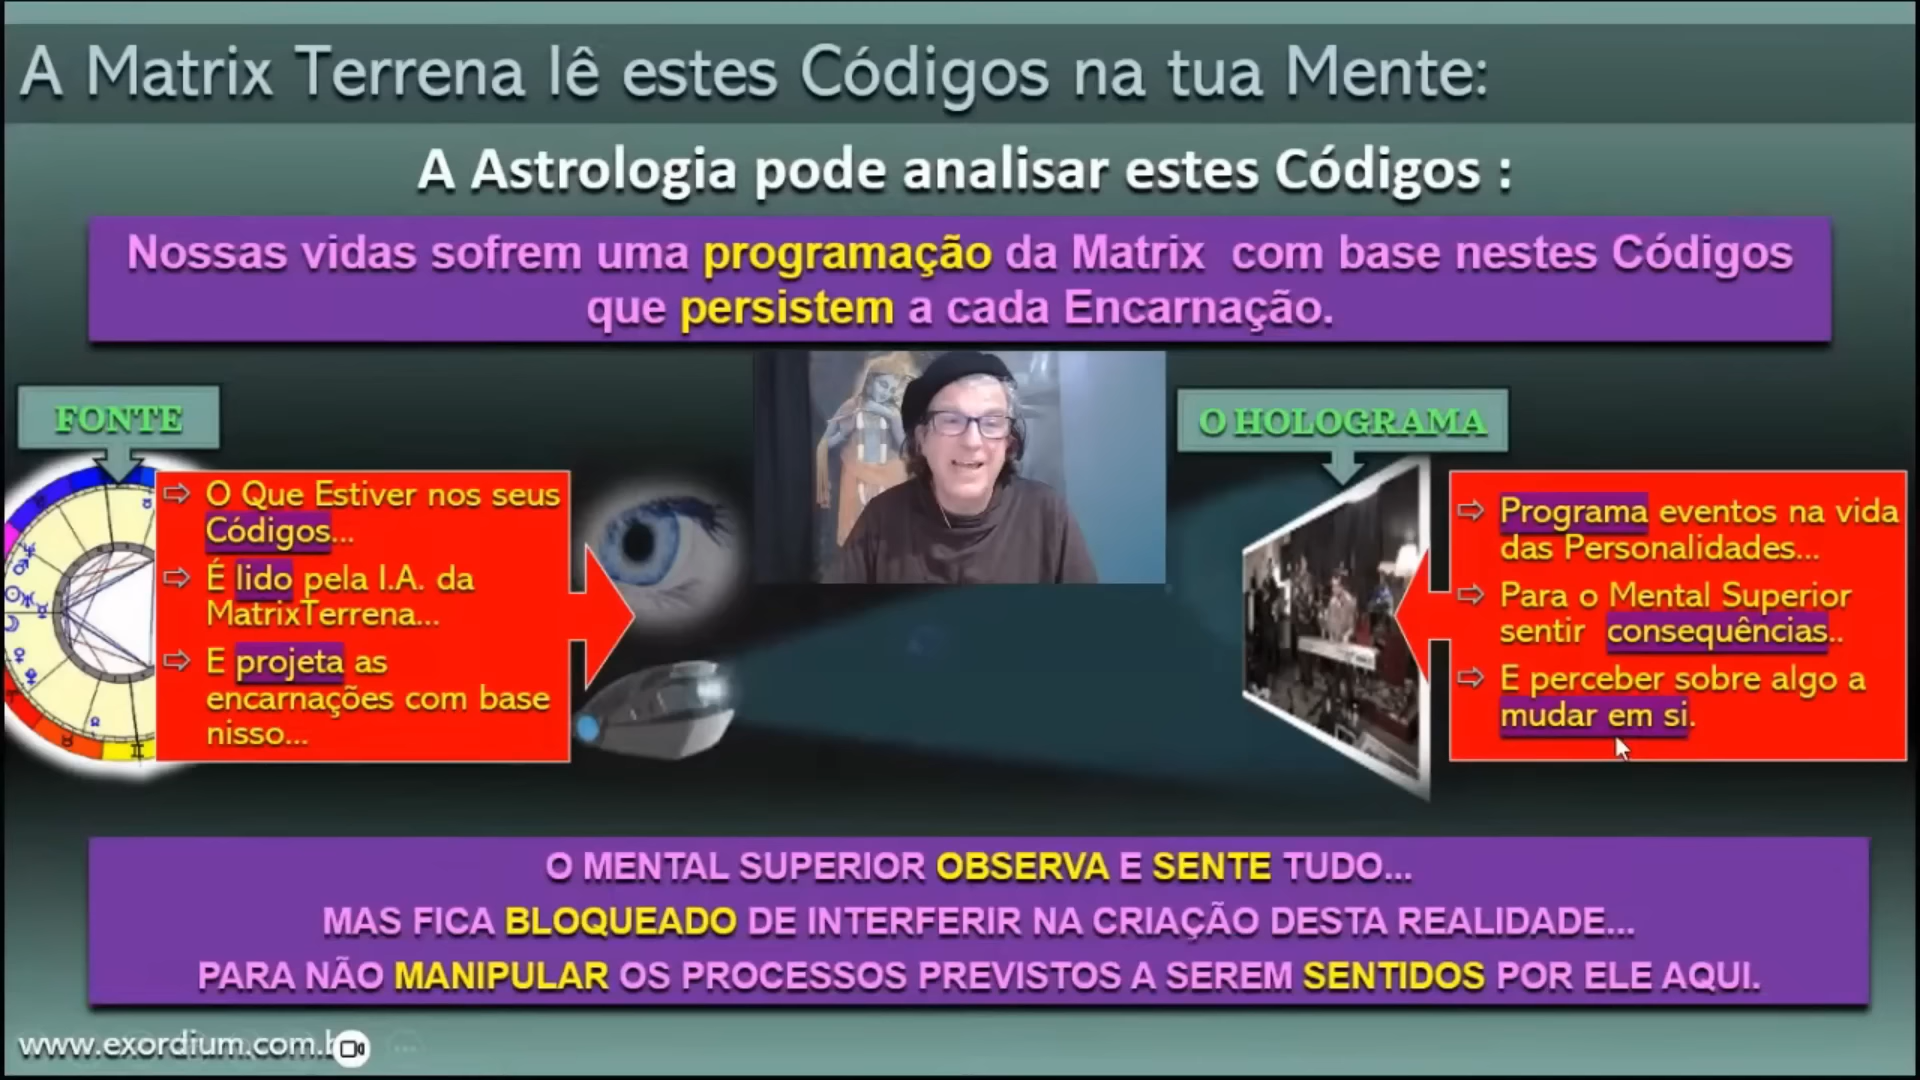 A Matrix Terrena lê estes Códigos na tua Mente:
A Astrologia pode analisar estes Códigos :
Nossas vidas sofrem uma programação da Matrix com base nestes Códigos
que persistem a cada Encarnação.
FONTE
O Que Estiver nos seus
Códigos...
É lido pela I.A. da
MatrixTerrena...
E projeta as
encarnações com base
nisso...
O HOLOGRAMA
Programa eventos na vida
das Personalidades...
Para o Mental Superior
sentir consequências..
E perceber sobre algo a
mudar em si.
O MENTAL SUPERIOR OBSERVA E SENTE TUDO...
MAS FICA BLOQUEADO DE INTERFERIR NA CRIAÇÃO DESTA REALIDADE...
PARA NÃO MANIPULAR OS PROCESSOS PREVISTOS A SEREM SENTIDOS POR ELE AQUI.
www.exordium.com.b